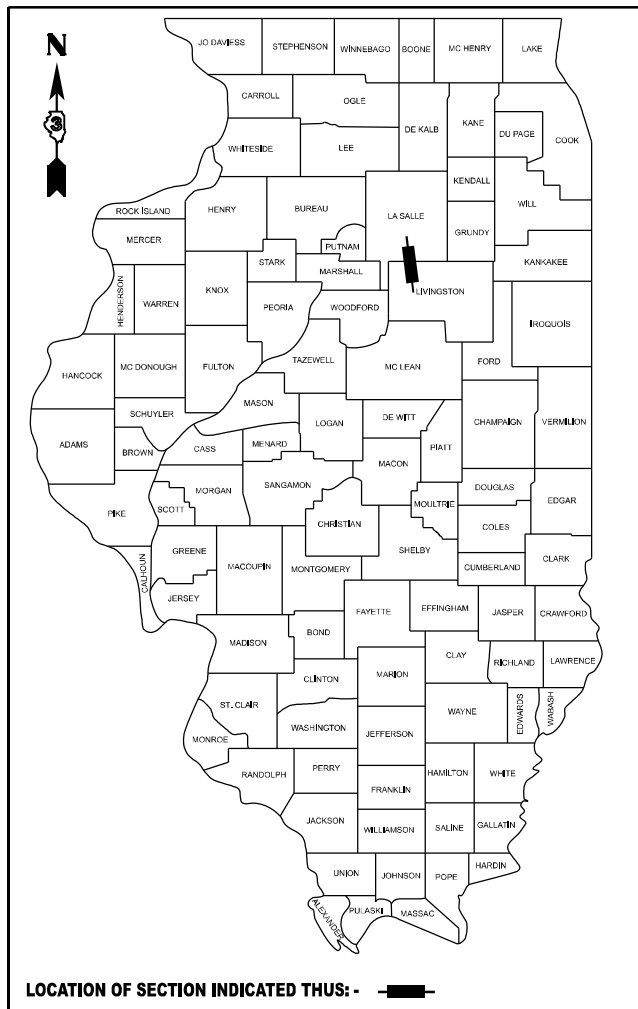 N
JO DAVIESS STEPHENSON WINNEBAGO BOONE MC HENRY LAKE
CARROLL OGLE
3
DE KALB KANE DU PAGE COOK
WHITESIDE LEE
KENDALL
ROCK ISLAND HENRY BUREAU LA SALLE WILL
MERCER PUTNAM GRUNDY
STARK MARSHALL KANKAKEE
HENDERSON WARREN KNOX PEORIA WOODFORD LIVINGSTON
IROQUOIS
HANCOCK MC DONOUGH FULTON TAZEWELL MC LEAN FORD
MASON
SCHUYLER LOGAN DE WITT CHAMPAIGN VERMILION
ADAMS BROWN CASS MENARD PIATT
MACON
MORGAN SANGAMON DOUGLAS
PIKE SCOTT CHRISTIAN MOULTRIE EDGAR
COLES
GREENE SHELBY
CALHOUN MACOUPIN MONTGOMERY CUMBERLAND CLARK
JERSEY FAYETTE EFFINGHAM JASPER CRAWFORD
MADISON BOND
CLAY RICHLAND LAWRENCE
CLINTON MARION
ST. CLAIR WAYNE EDWARDS WABASH
WASHINGTON
MONROE JEFFERSON
RANDOLPH PERRY HAMILTON WHITE
FRANKLIN
JACKSON WILLIAMSON SALINE GALLATIN
HARDIN
UNION JOHNSON POPE
ALEXANDER PULASKI MASSAC
LOCATION OF SECTION INDICATED THUS: -